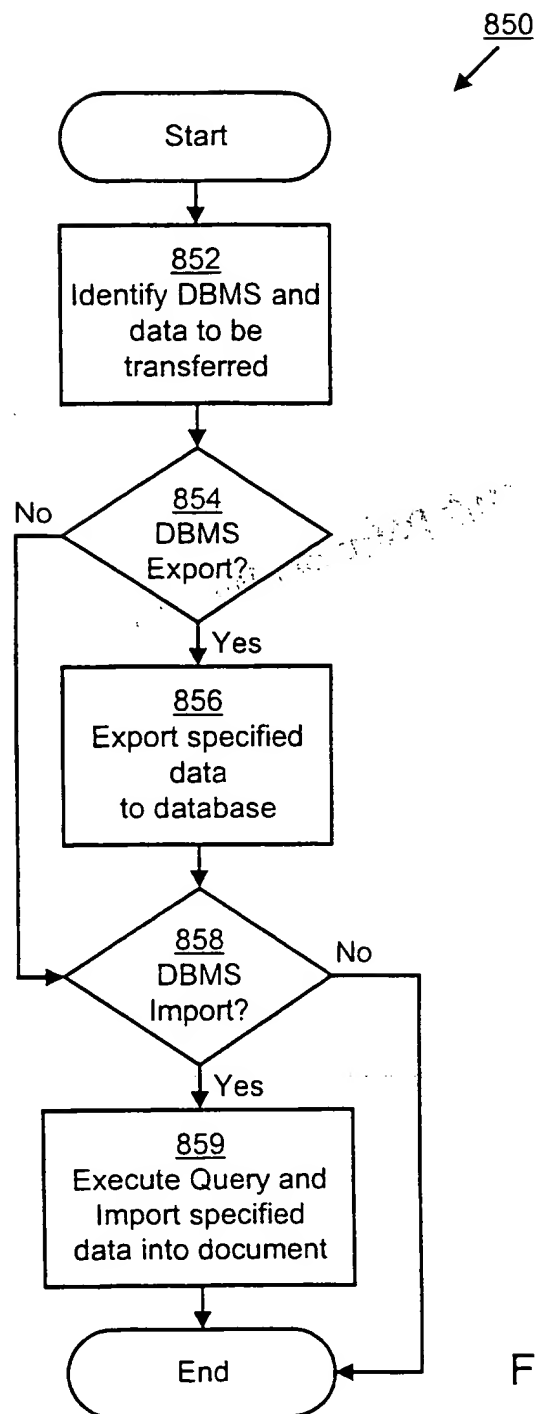 850
Start
852
Identify DBMS and
data to be
transferred
854
DBMS
Export?
No
Yes
856
Export specified
data
to database
858
DBMS
Import?
No
Yes
859
Execute Query and
Import specified
data into document
End
F